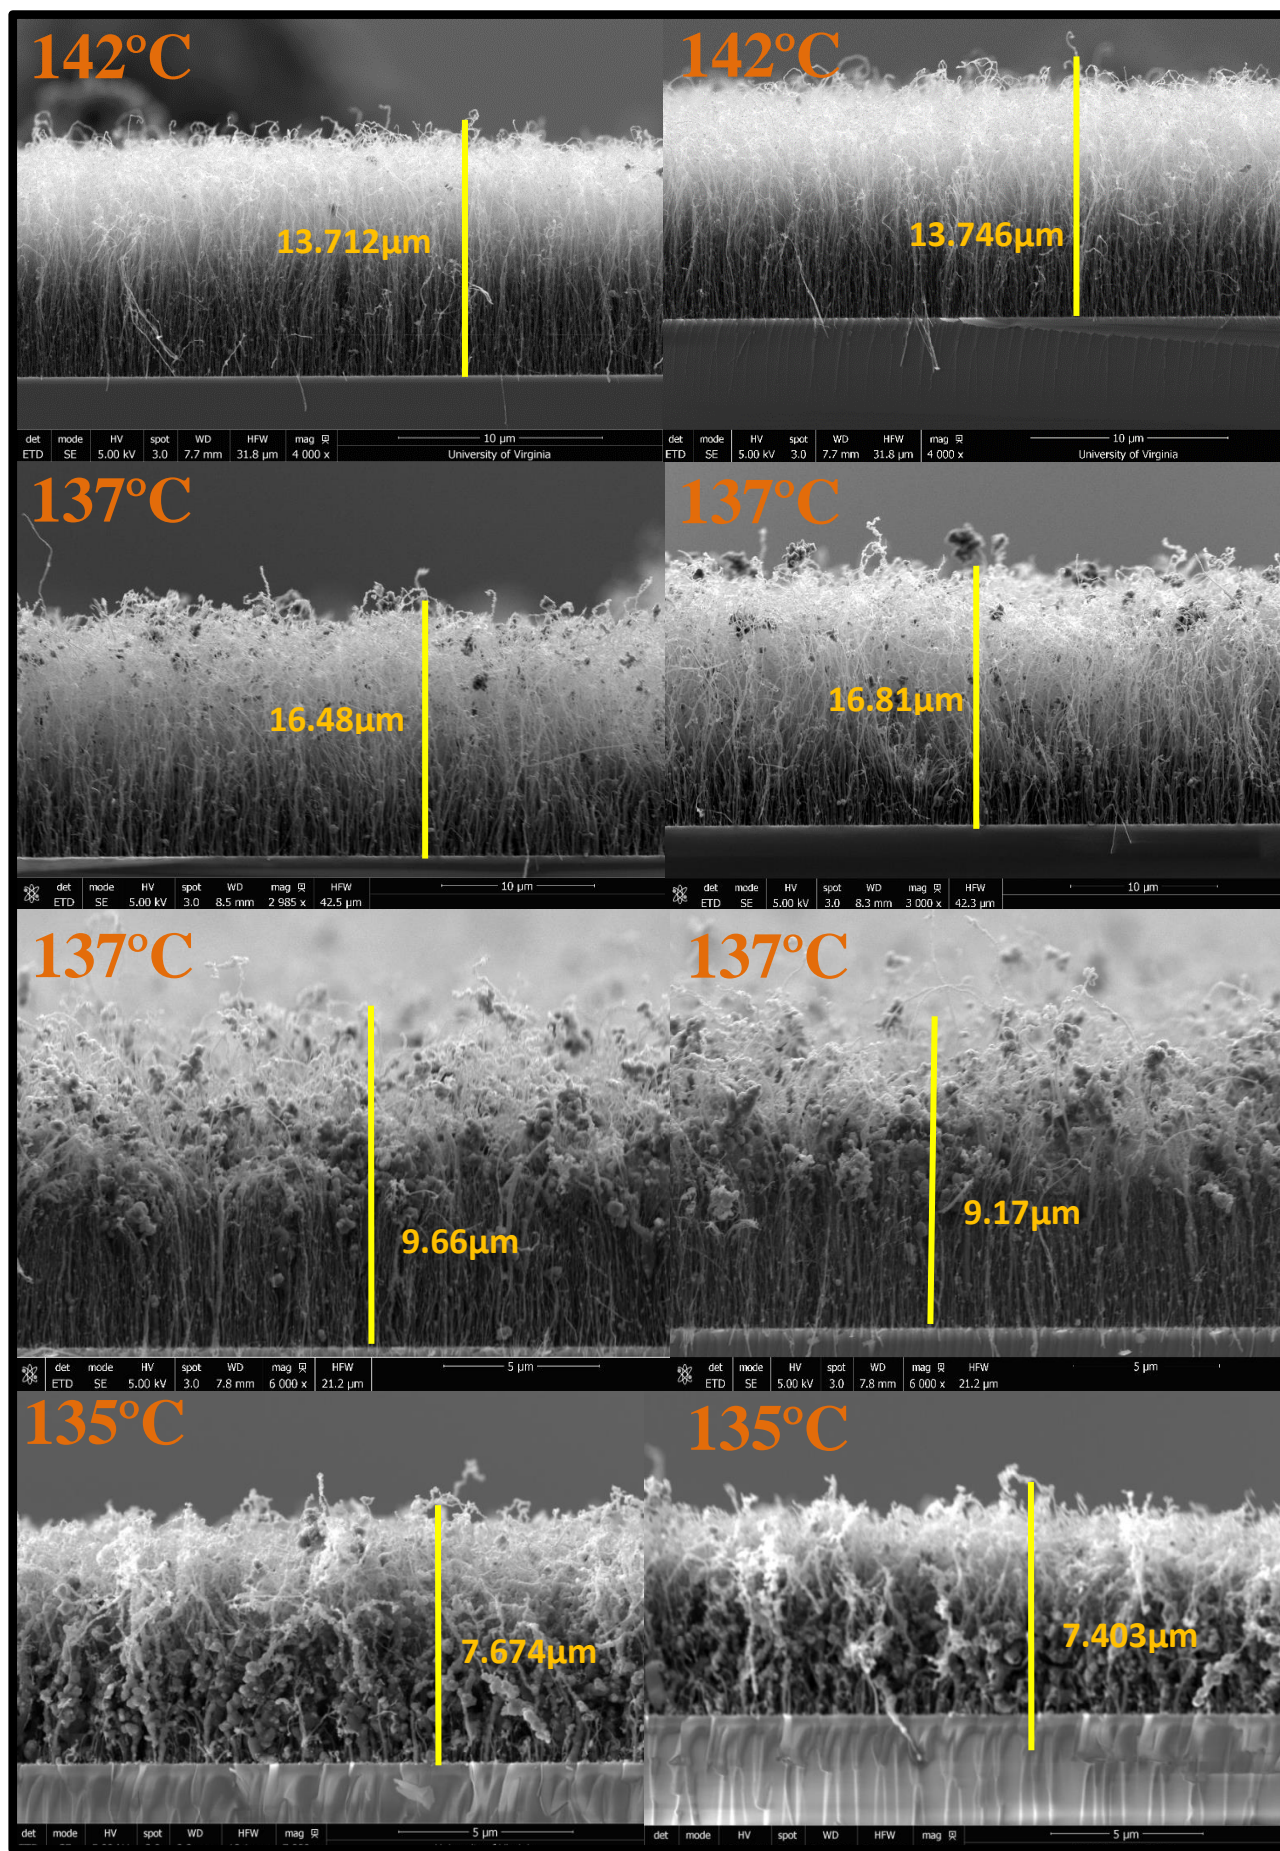 142°C
142°C
13.712µm
13.746µm
det mode HV spot WD HFW mag 10 µm
ETD SE 5.00 kV 3.0 7.7 mm 31.8 µm 4 000 x University of Virginia
det mode HV spot WD HFW mag 10 µm
ETD SE 5.00 kV 3.0 7.7 mm 31.8 µm 4 000 x University of Virginia
137°C
137°C
16.48µm
16.81µm
det mode HV spot WD mag HFW 10 µm
ETD SE 5.00 kV 3.0 8.5 mm 2 985 x 42.5 µm
det mode HV spot WD mag HFW 10 µm
ETD SE 5.00 kV 3.0 8.3 mm 3 000 x 42.3 µm
137°C
137°C
9.66µm
9.17µm
det mode HV spot WD mag HFW 5 µm
ETD SE 5.00 kV 3.0 7.8 mm 6 000 x 21.2 µm
det mode HV spot WD mag HFW 5 µm
ETD SE 5.00 kV 3.0 7.8 mm 6 000 x 21.2 µm
135°C
135°C
7.674µm
7.403µm
det mode HV spot WD HFW mag 5 µm
det mode HV spot WD HFW mag 5 µm